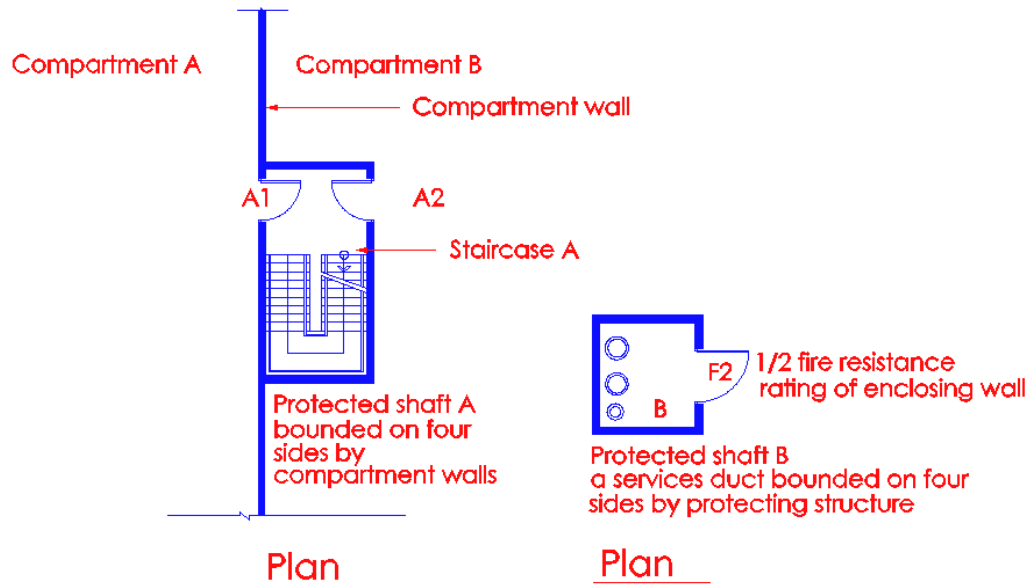 Compartment A
Compartment B
Compartment wall
A1
A2
Staircase A
Protected shaft A
bounded on four
sides by
compartment walls
Plan
F2
1/2 fire resistance
rating of enclosing wall
B
Protected shaft B
a services duct bounded on four
sides by protecting structure
Plan